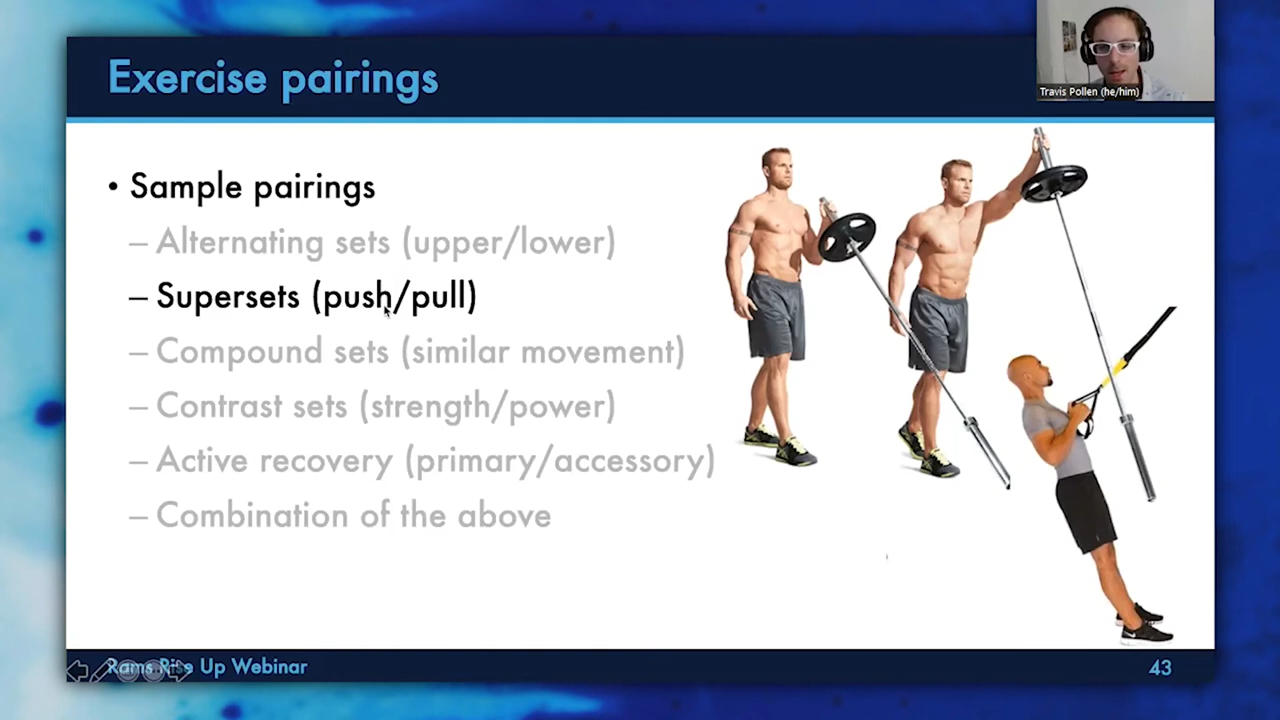 Exercise pairings
Travis Pollen (he/him)
• Sample pairings
– Alternating sets (upper/lower)
– Supersets (push/pull)
– Compound sets (similar movement)
– Contrast sets (strength/power)
– Active recovery (primary/accessory)
– Combination of the above
Rams Rise Up Webinar
43